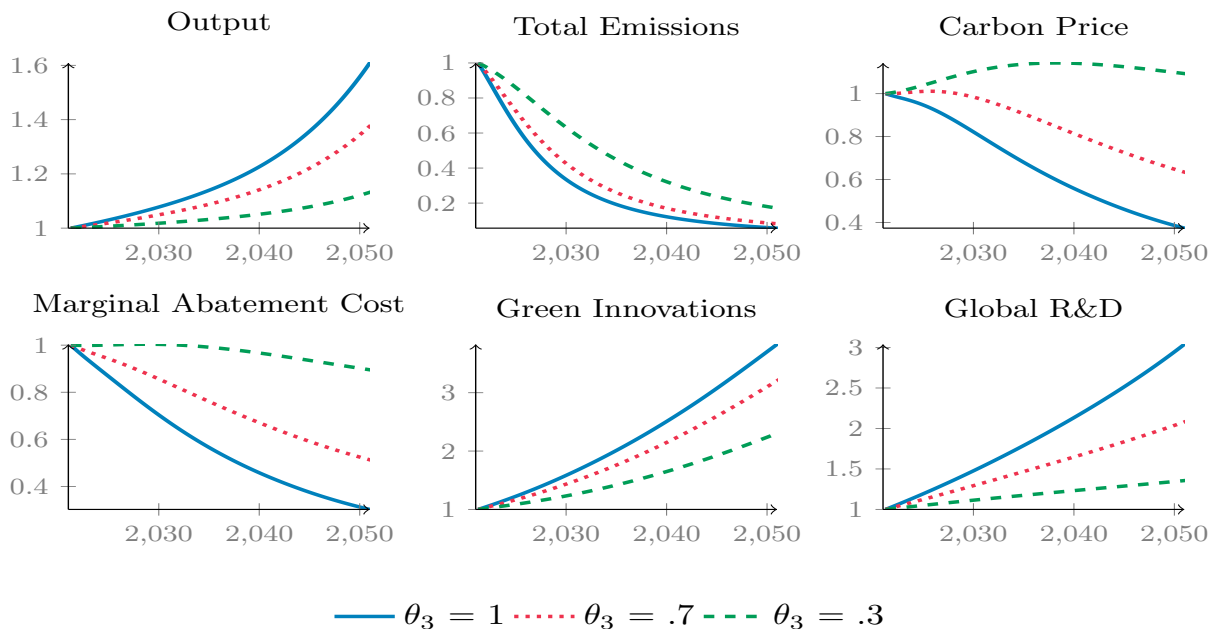 Output
1.6
1.4
1.2
1
2,030 2,040 2,050
Total Emissions
1
0.8
0.6
0.4
0.2
2,030 2,040 2,050
Carbon Price
1
0.8
0.6
0.4
2,030 2,040 2,050
Marginal Abatement Cost
1
0.8
0.6
0.4
2,030 2,040 2,050
Green Innovations
3
2
1
2,030 2,040 2,050
Global R&D
3
2.5
2
1.5
1
2,030 2,040 2,050
θ₃ = 1 θ₃ = .7 θ₃ = .3